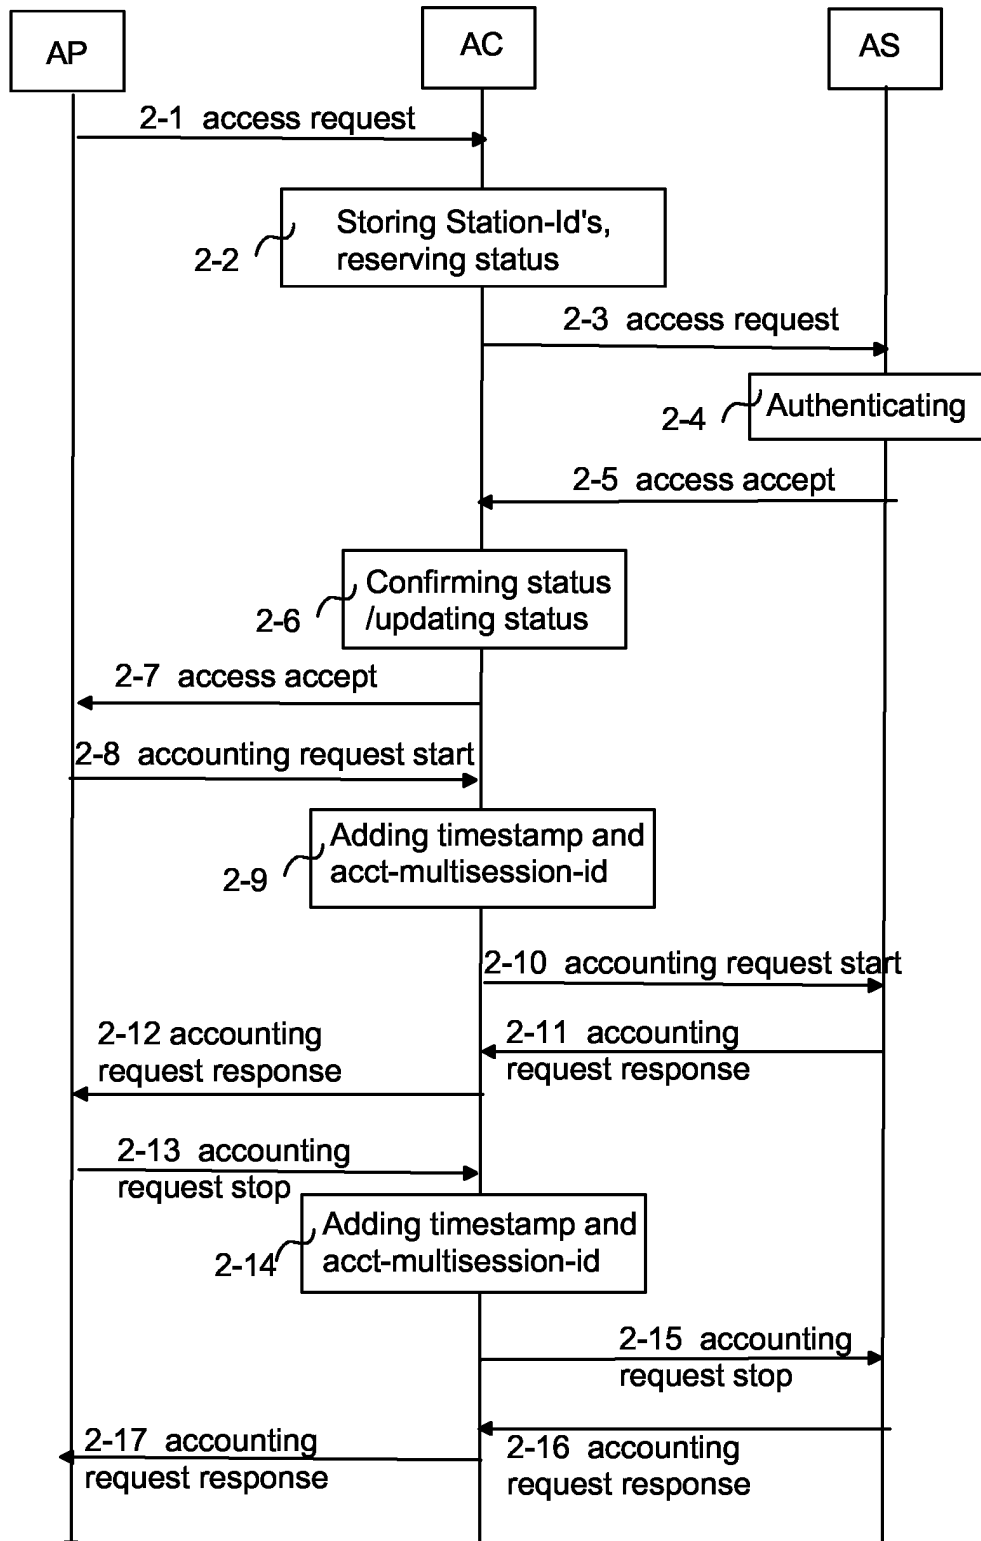 AP
AC
AS
2-1 access request
Storing Station-Id's,
reserving status
2-2
2-3 access request
Authenticating
2-4
2-5 access accept
Confirming status
/updating status
2-6
2-7 access accept
2-8 accounting request start
Adding timestamp and
acct-multisession-id
2-9
2-10 accounting request start
2-11 accounting
request response
2-12 accounting
request response
2-13 accounting
request stop
Adding timestamp and
acct-multisession-id
2-14
2-15 accounting
request stop
2-16 accounting
request response
2-17 accounting
request response